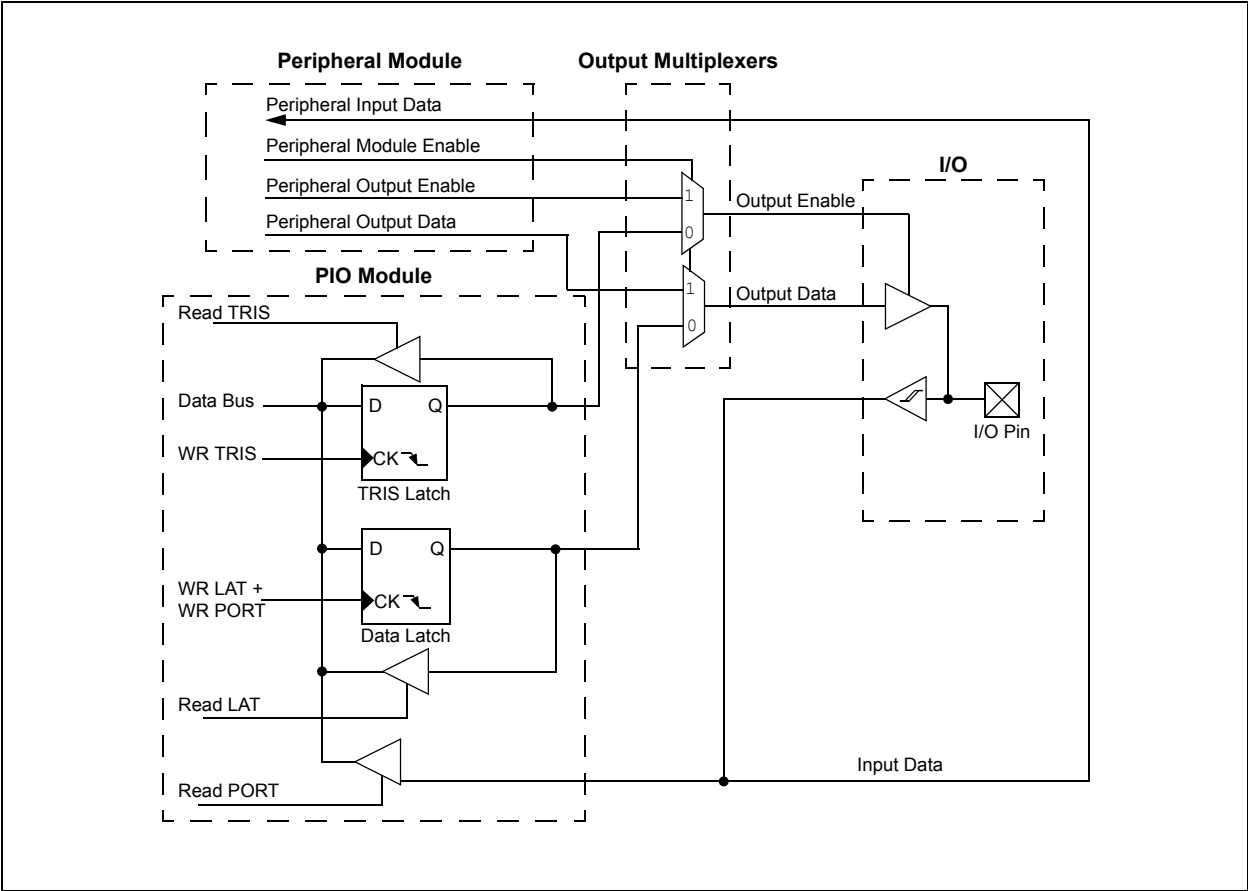 Peripheral Module
Output Multiplexers
Peripheral Input Data
Peripheral Module Enable
I/O
Peripheral Output Enable
1
Output Enable
Peripheral Output Data
0
PIO Module
1
Output Data
Read TRIS
0
Data Bus
D
Q
I/O Pin
WR TRIS
CK
TRIS Latch
D
Q
WR LAT +
WR PORT
CK
Data Latch
Read LAT
Input Data
Read PORT